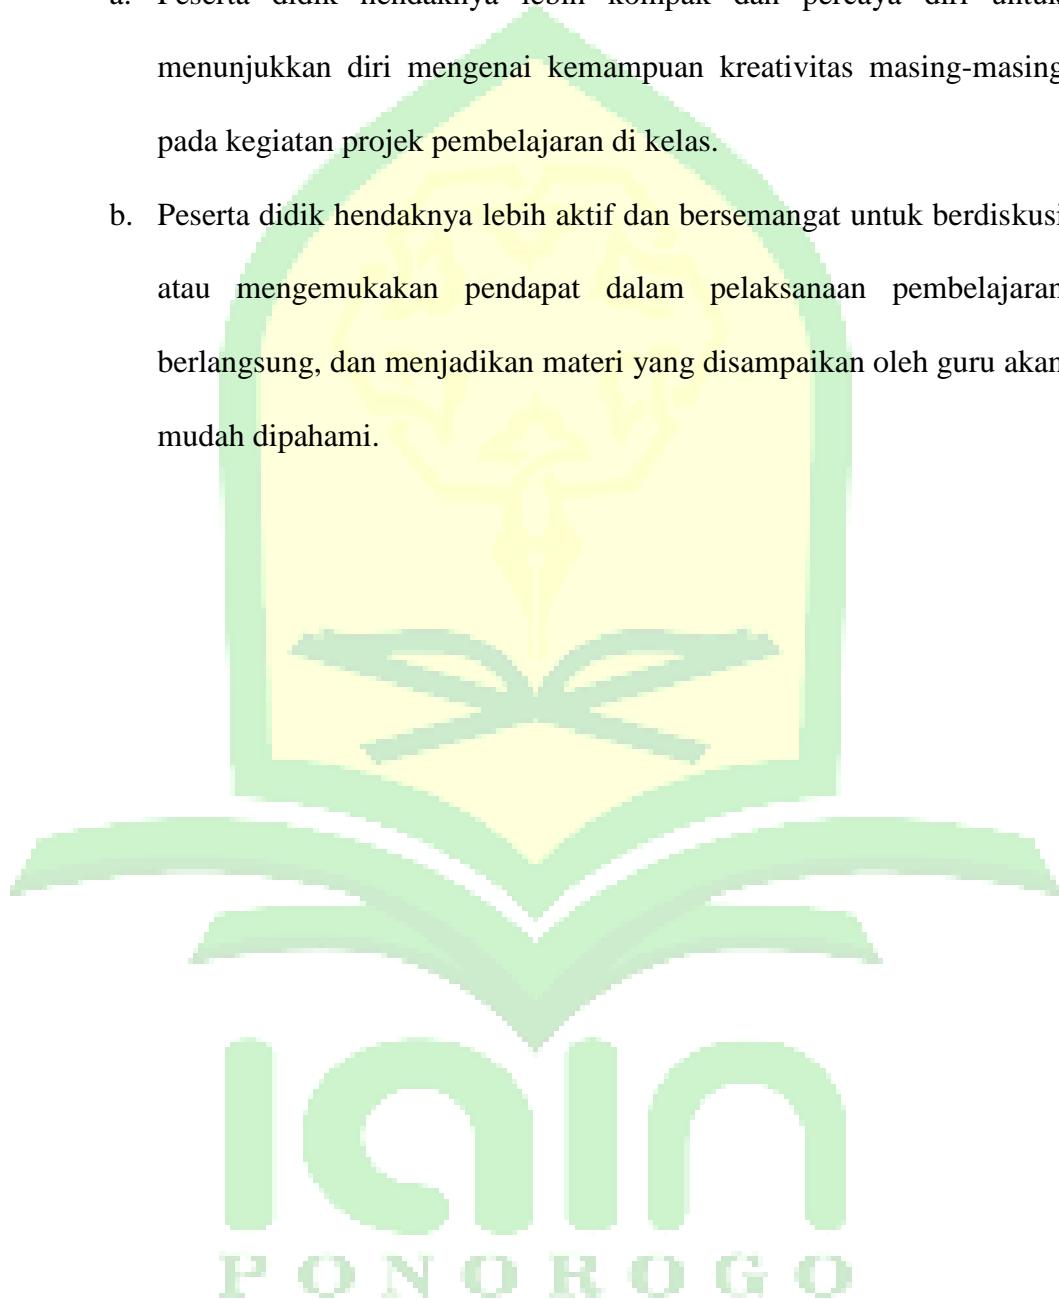 a. Peserta didik hendaknya lebih kompak dan percaya diri untuk
menunjukkan diri mengenai kemampuan kreativitas masing-masing
pada kegiatan projek pembelajaran di kelas.
b. Peserta didik hendaknya lebih aktif dan bersemangat untuk berdiskusi
atau mengemukakan pendapat dalam pelaksanaan pembelajaran
berlangsung, dan menjadikan materi yang disampaikan oleh guru akan
mudah dipahami.
iain
PONOROGO